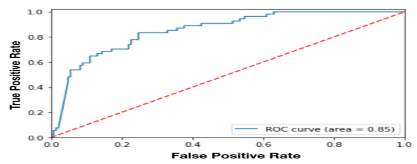 1.0
0.8
0.6
0.4
0.2
0.0
True Positive Rate
ROC curve (area = 0.85)
0.0 0.2 0.4 0.6 0.8 1.0
False Positive Rate